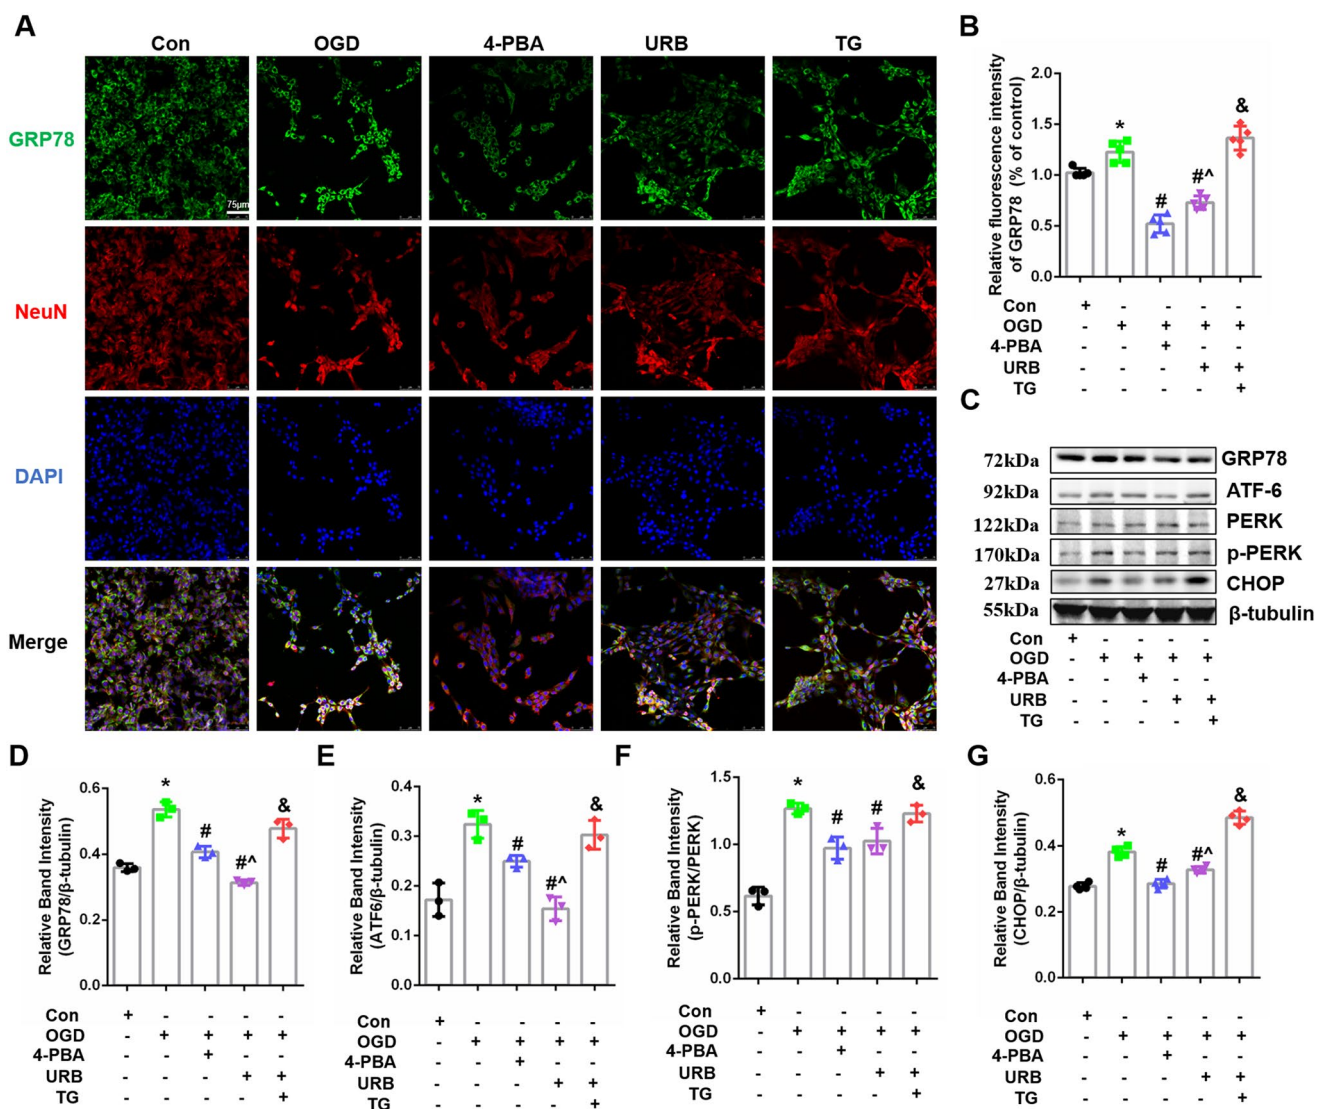 A
Con OGD 4-PBA URB TG
GRP78
75μm
NeuN
DAPI
Merge
B
Relative fluorescence intensity
of GRP78 (% of control)
2.0
1.5
1.0
0.5
0.0
* # #^ &
Con + - - - -
OGD - + + + +
4-PBA - - + - -
URB - - - + +
TG - - - - +
C
72kDa GRP78
92kDa ATF-6
122kDa PERK
170kDa p-PERK
27kDa CHOP
55kDa β-tubulin
Con + - - - -
OGD - + + + +
4-PBA - - + - -
URB - - - + +
TG - - - - +
D
Relative Band Intensity
(GRP78/β-tubulin)
0.6
0.4
0.2
0.0
* # #^ &
Con + - - - -
OGD - + + + +
4-PBA - - + - -
URB - - - + +
TG - - - - +
E
Relative Band Intensity
(ATF6/β-tubulin)
0.4
0.3
0.2
0.1
0.0
* # #^ &
Con + - - - -
OGD - + + + +
4-PBA - - + - -
URB - - - + +
TG - - - - +
F
Relative Band Intensity
(p-PERK/PERK)
1.5
1.0
0.5
0.0
* # # &
Con + - - - -
OGD - + + + +
4-PBA - - + - -
URB - - - + +
TG - - - - +
G
Relative Band Intensity
(CHOP/β-tubulin)
0.6
0.4
0.2
0.0
* # #^ &
Con + - - - -
OGD - + + + +
4-PBA - - + - -
URB - - - + +
TG - - - - +